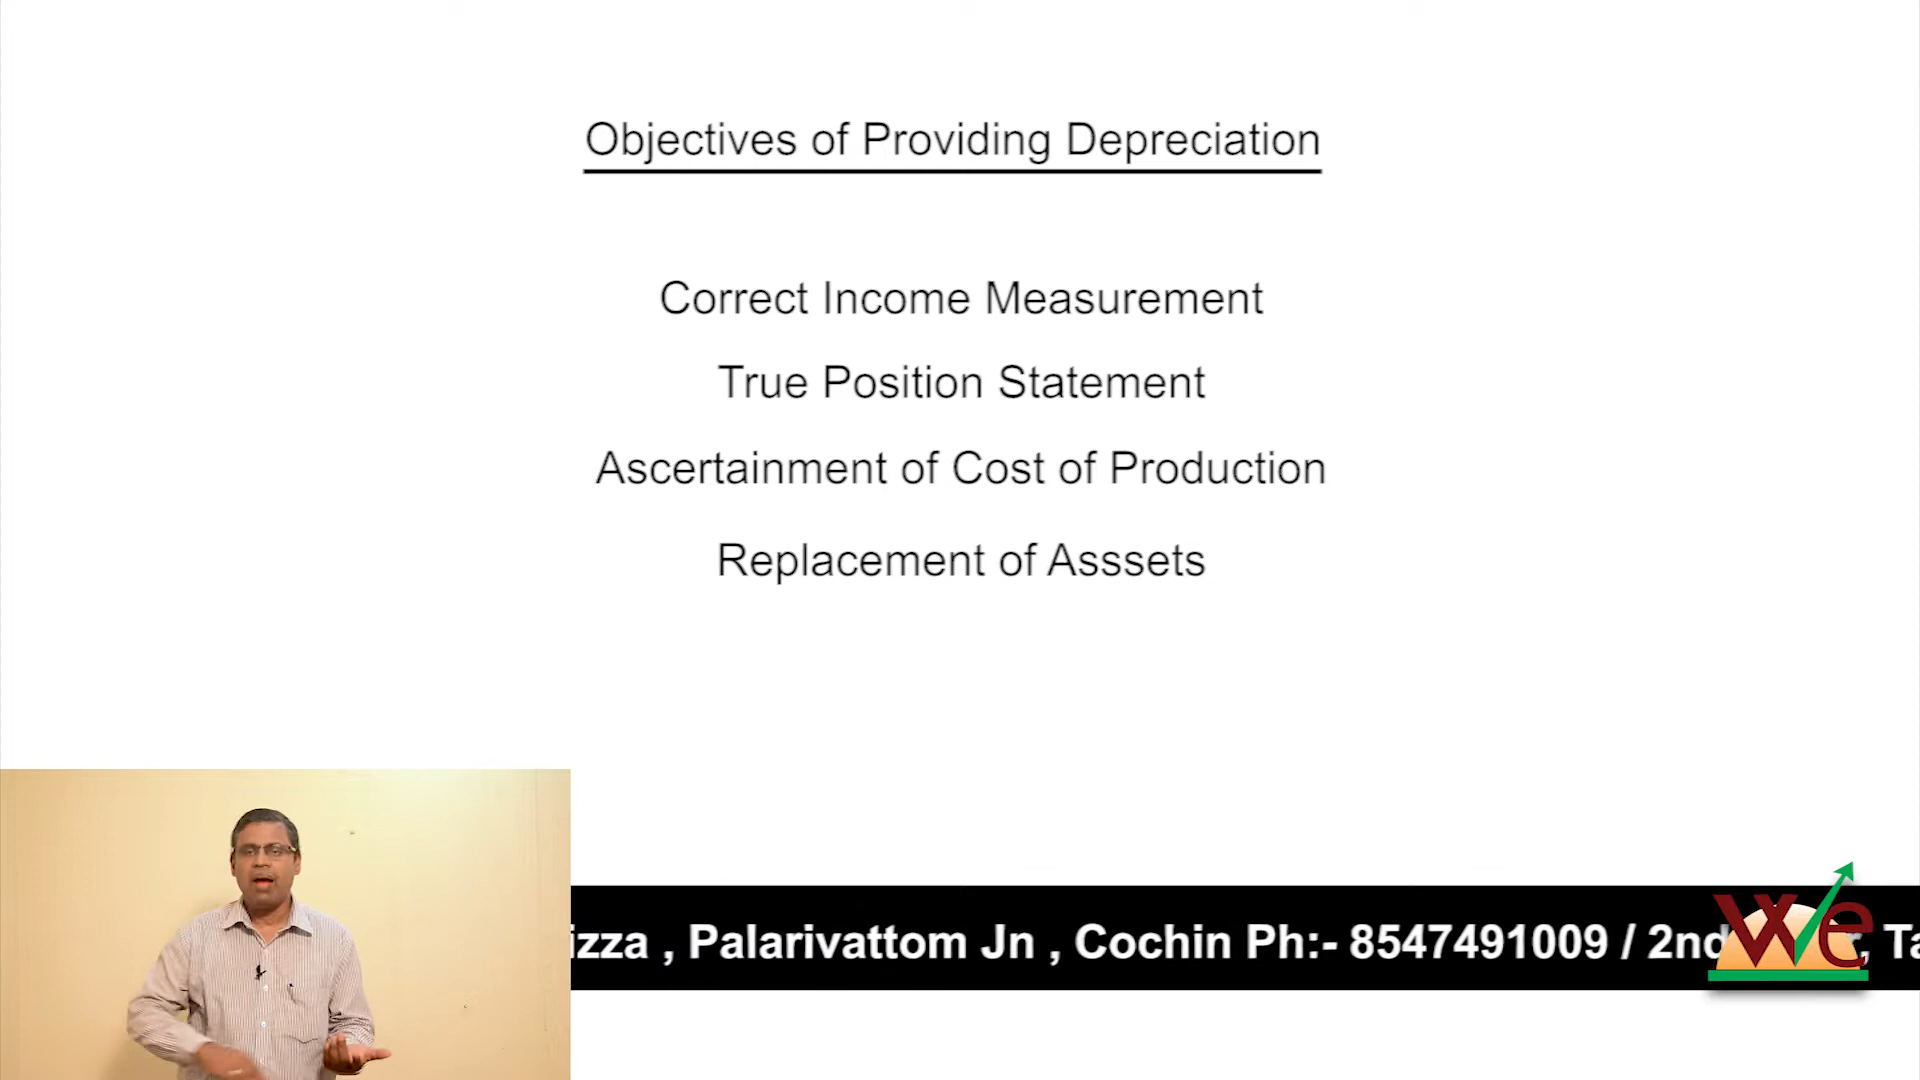 Objectives of Providing Depreciation
Correct Income Measurement
True Position Statement
Ascertainment of Cost of Production
Replacement of Asssets
izza , Palarivattom Jn , Cochin Ph:- 8547491009 / 2nd
We